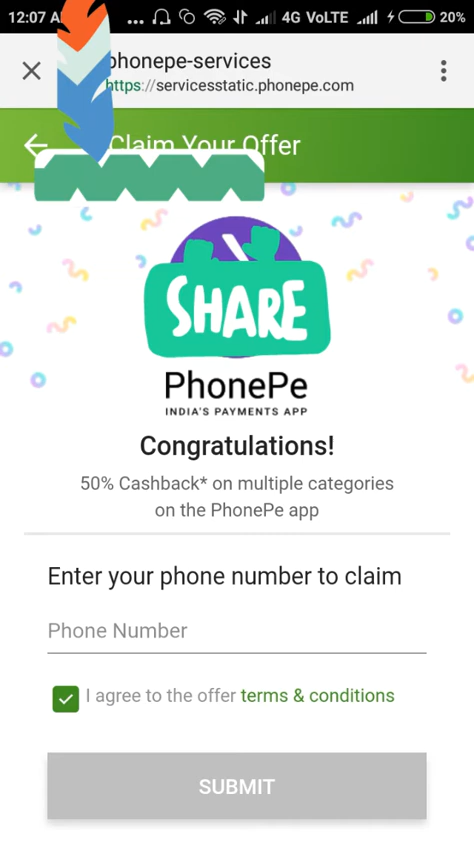 12:07 A ... 4G VoLTE 20%
phonepe-services
https://servicesstatic.phonepe.com
Claim Your Offer
SHARE
PhonePe
INDIA'S PAYMENTS APP
Congratulations!
50% Cashback* on multiple categories
on the PhonePe app
Enter your phone number to claim
Phone Number
I agree to the offer terms & conditions
SUBMIT